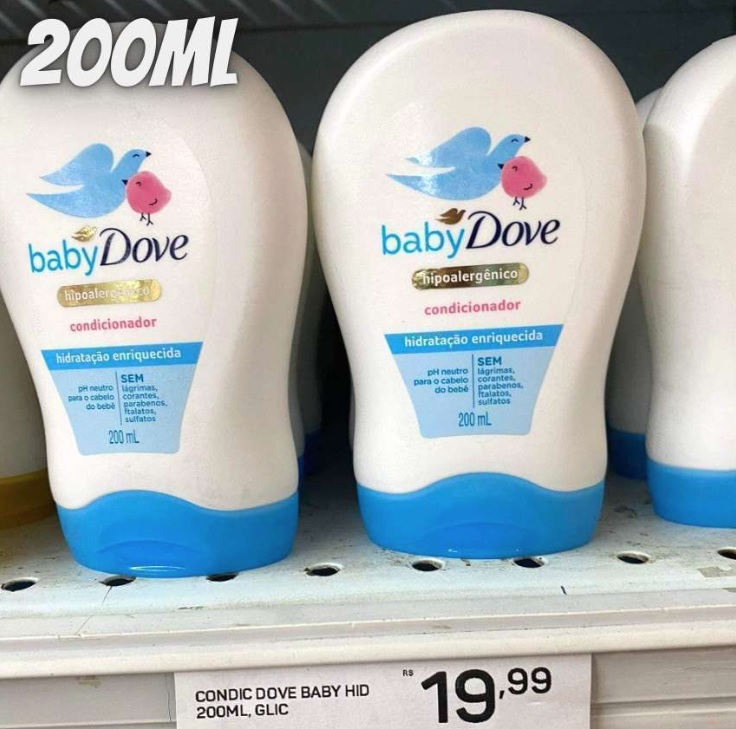 200ML
baby Dove
hipoalergênico
condicionador
hidratação enriquecida
pH neutro
para o cabelo
do bebê
SEM
lágrimas,
corantes,
parabenos,
ftalatos,
sulfatos
200 mL
baby Dove
hipoalergênico
condicionador
hidratação enriquecida
pH neutro
para o cabelo
do bebê
SEM
lágrimas,
corantes,
parabenos,
ftalatos,
sulfatos
200 mL
CONDIC DOVE BABY HID
200ML, GLIC
R$ 19,99